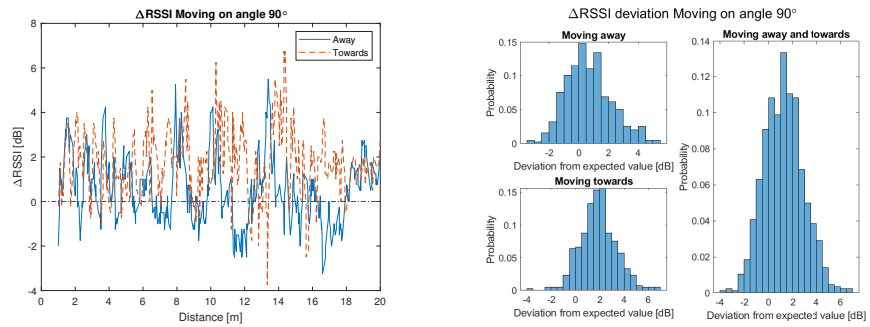 ΔRSSI Moving on angle 90°
ΔRSSI [dB]
8
6
4
2
0
-2
-4
Away
Towards
0 2 4 6 8 10 12 14 16 18 20
Distance [m]
ΔRSSI deviation Moving on angle 90°
Moving away
Probability
0.15
0.1
0.05
0
-2 0 2 4 6
Deviation from expected value [dB]
Moving towards
Probability
0.15
0.1
0.05
0
-4 -2 0 2 4 6
Deviation from expected value [dB]
Moving away and towards
Probability
0.14
0.12
0.1
0.08
0.06
0.04
0.02
0
-4 -2 0 2 4 6
Deviation from expected value [dB]